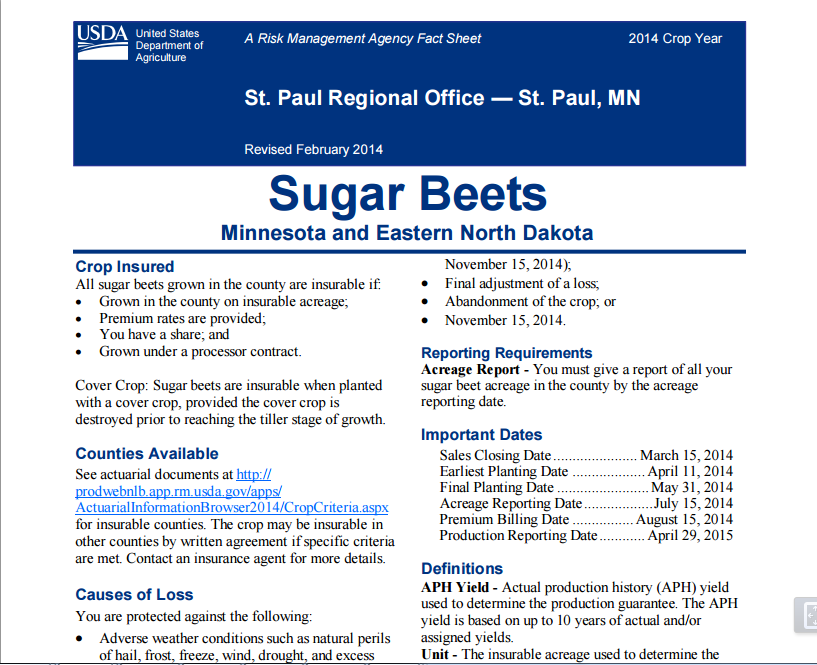 USDA
United States
Department of
Agriculture
A Risk Management Agency Fact Sheet
2014 Crop Year
St. Paul Regional Office — St. Paul, MN
Revised February 2014
Sugar Beets
Minnesota and Eastern North Dakota
Crop Insured
All sugar beets grown in the county are insurable if:
• Grown in the county on insurable acreage;
• Premium rates are provided;
• You have a share; and
• Grown under a processor contract.
Cover Crop: Sugar beets are insurable when planted
with a cover crop, provided the cover crop is
destroyed prior to reaching the tiller stage of growth.
Counties Available
See actuarial documents at http://
prodwebnlb.app.rm.usda.gov/apps/
ActuarialInformationBrowser2014/CropCriteria.aspx
for insurable counties. The crop may be insurable in
other counties by written agreement if specific criteria
are met. Contact an insurance agent for more details.
Causes of Loss
You are protected against the following:
• Adverse weather conditions such as natural perils
of hail, frost, freeze, wind, drought, and excess
November 15, 2014);
• Final adjustment of a loss;
• Abandonment of the crop; or
• November 15, 2014.
Reporting Requirements
Acreage Report - You must give a report of all your
sugar beet acreage in the county by the acreage
reporting date.
Important Dates
Sales Closing Date...................... March 15, 2014
Earliest Planting Date .................... April 11, 2014
Final Planting Date ........................ May 31, 2014
Acreage Reporting Date..................July 15, 2014
Premium Billing Date ................ August 15, 2014
Production Reporting Date............ April 29, 2015
Definitions
APH Yield - Actual production history (APH) yield
used to determine the production guarantee. The APH
yield is based on up to 10 years of actual and/or
assigned yields.
Unit - The insurable acreage used to determine the